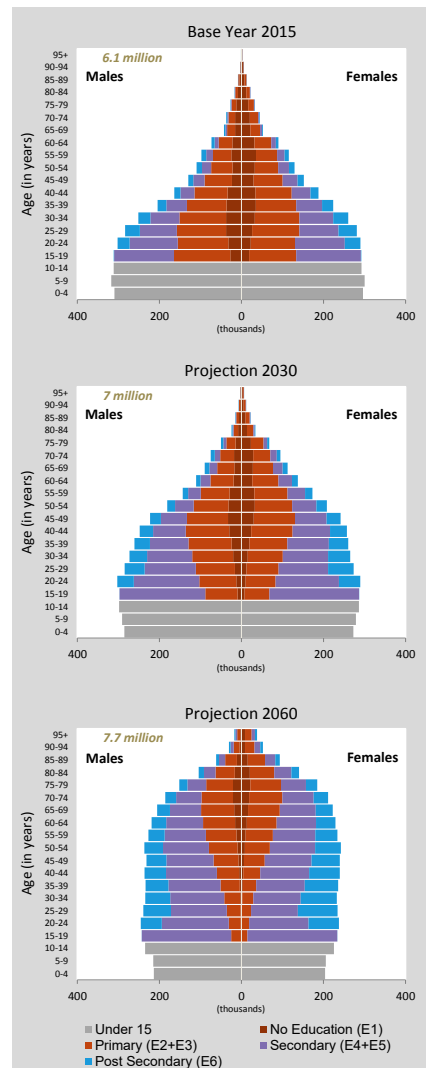 Base Year 2015
6.1 million
Males
Females
Age (in years)
95+
90-94
85-89
80-84
75-79
70-74
65-69
60-64
55-59
50-54
45-49
40-44
35-39
30-34
25-29
20-24
15-19
10-14
5-9
0-4
400 200 0 200 400
(thousands)
Projection 2030
7 million
Males
Females
Age (in years)
95+
90-94
85-89
80-84
75-79
70-74
65-69
60-64
55-59
50-54
45-49
40-44
35-39
30-34
25-29
20-24
15-19
10-14
5-9
0-4
400 200 0 200 400
(thousands)
Projection 2060
7.7 million
Males
Females
Age (in years)
95+
90-94
85-89
80-84
75-79
70-74
65-69
60-64
55-59
50-54
45-49
40-44
35-39
30-34
25-29
20-24
15-19
10-14
5-9
0-4
400 200 0 200 400
(thousands)
Under 15 No Education (E1)
Primary (E2+E3) Secondary (E4+E5)
Post Secondary (E6)